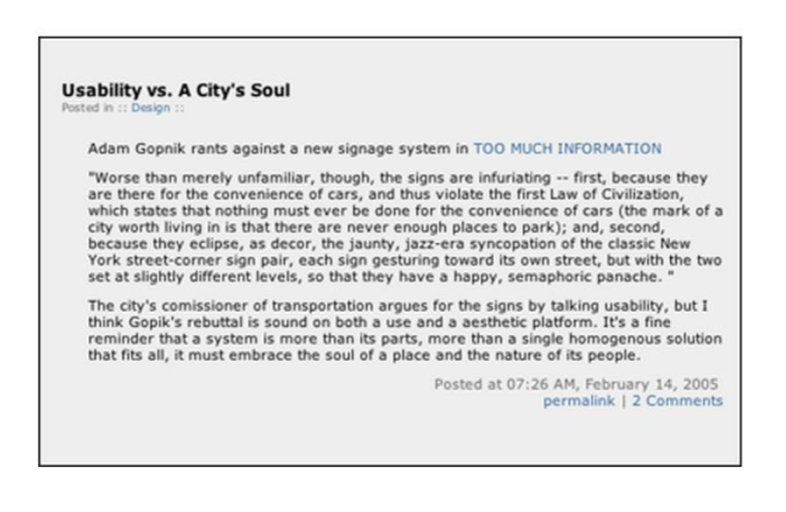 Usability vs. A City's Soul
Posted in :: Design ::
Adam Gopnik rants against a new signage system in TOO MUCH INFORMATION
"Worse than merely unfamiliar, though, the signs are infuriating -- first, because they
are there for the convenience of cars, and thus violate the first Law of Civilization,
which states that nothing must ever be done for the convenience of cars (the mark of a
city worth living in is that there are never enough places to park); and, second,
because they eclipse, as decor, the jaunty, jazz-era syncopation of the classic New
York street-corner sign pair, each sign gesturing toward its own street, but with the two
set at slightly different levels, so that they have a happy, semaphoric panache. "
The city's comissioner of transportation argues for the signs by talking usability, but I
think Gopik's rebuttal is sound on both a use and a aesthetic platform. It's a fine
reminder that a system is more than its parts, more than a single homogenous solution
that fits all, it must embrace the soul of a place and the nature of its people.
Posted at 07:26 AM, February 14, 2005
permalink | 2 Comments